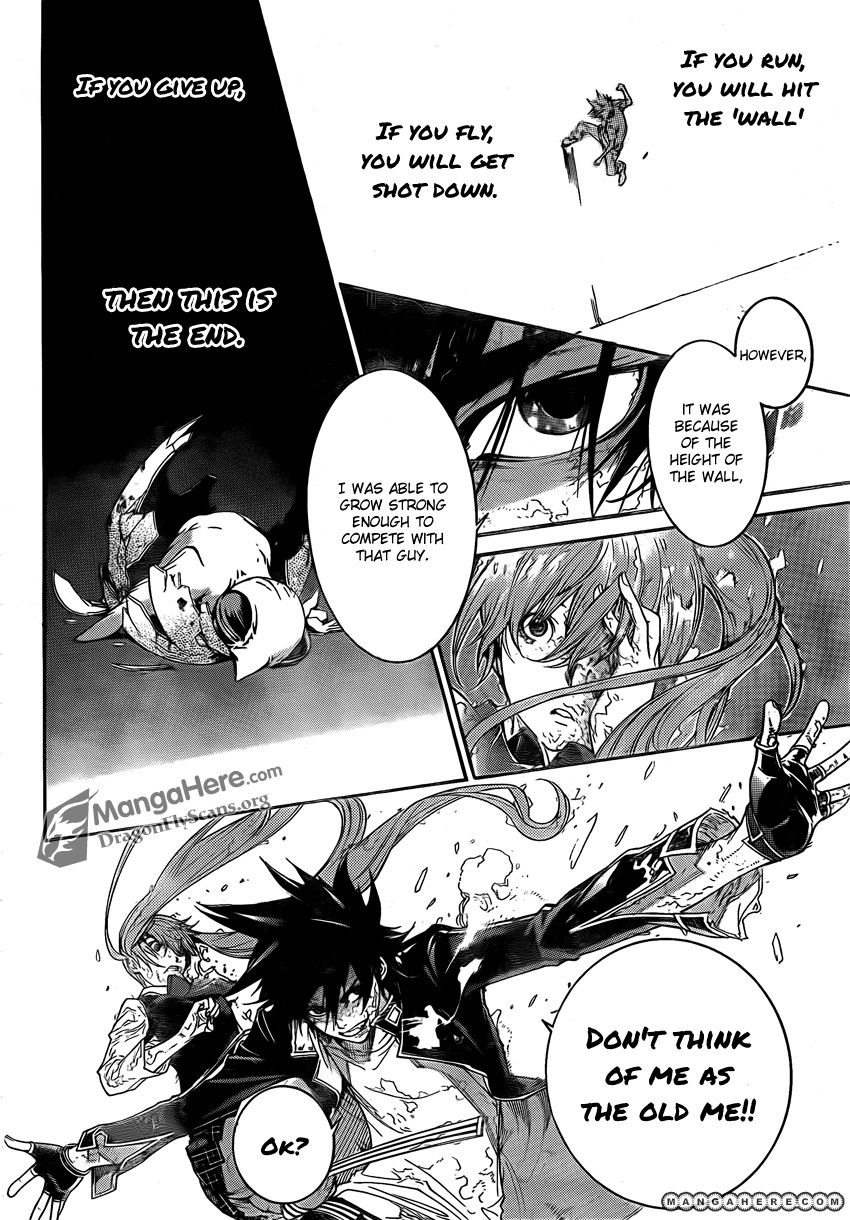 IF YOU RUN,
YOU WILL HIT
THE 'WALL'
IF YOU FLY,
YOU WILL GET
SHOT DOWN.
IF YOU GIVE UP,
THEN THIS IS
THE END.
HOWEVER,
IT WAS
BECAUSE
OF THE
HEIGHT OF
THE WALL,
I WAS ABLE TO
GROW STRONG
ENOUGH TO
COMPETE WITH
THAT GUY.
MangaHere.com
DragonFlyScans.org
DON'T THINK
OF ME AS
THE OLD ME!!
OK?
MANGAHERE.COM